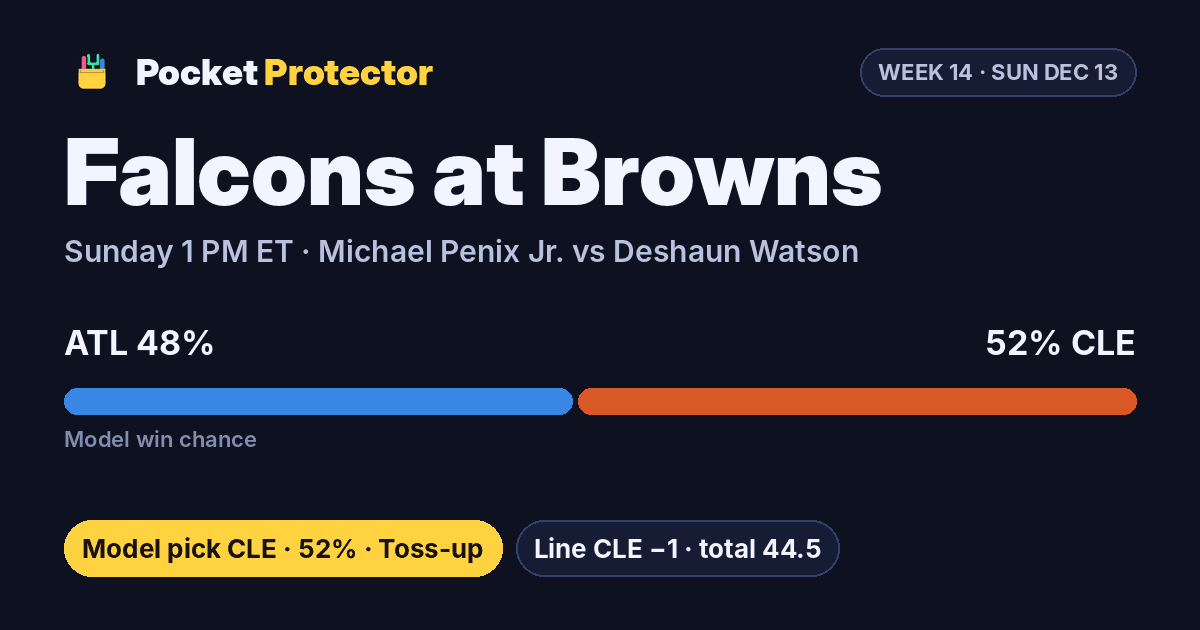 Pocket Protector
WEEK 14 · SUN DEC 13
Falcons at Browns
Sunday 1 PM ET · Michael Penix Jr. vs Deshaun Watson
ATL 48%
52% CLE
Model win chance
Model pick CLE · 52% · Toss-up
Line CLE −1 · total 44.5